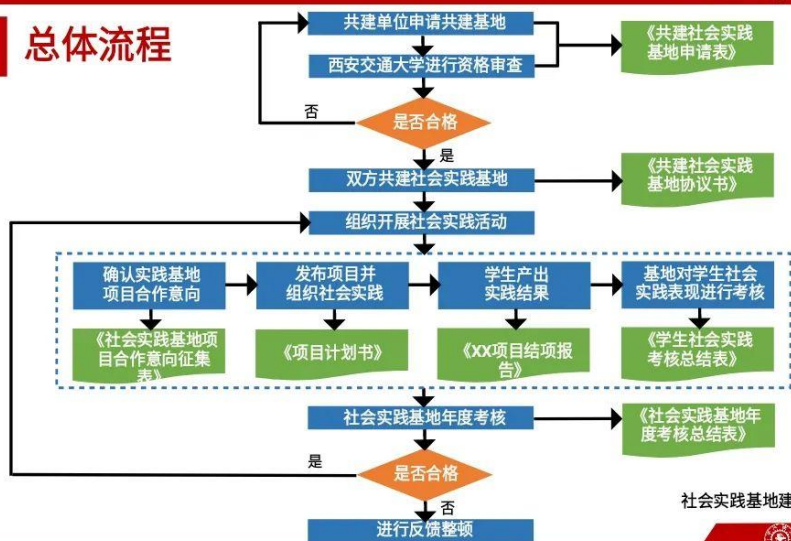 总体流程
共建单位申请共建基地
《共建社会实践
基地申请表》
西安交通大学进行资格审查
否
是否合格
是
双方共建社会实践基地
《共建社会实践
基地协议书》
组织开展社会实践活动
确认实践基地
项目合作意向
发布项目并
组织社会实践
学生产出
实践结果
基地对学生社会
实践表现进行考核
《社会实践基地项
目合作意向征集
表》
《项目计划书》
《XX项目结项报
告》
《学生社会实践
考核总结表》
社会实践基地年度考核
《社会实践基地年
度考核总结表》
是
是否合格
否
社会实践基地建
进行反馈整顿